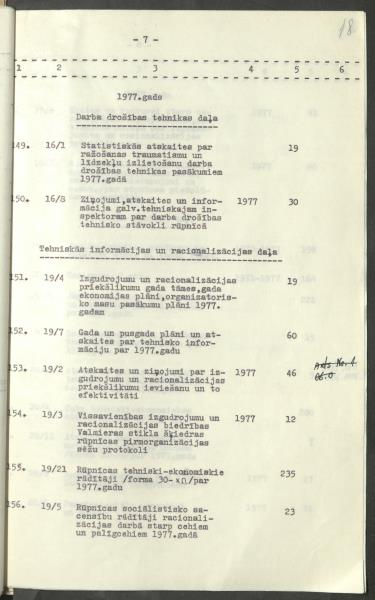 18
- 7 -
1 2 3 4 5 6
1977.gads
Darba drošības tehnikas daļa
149. 16/1 Statistiskās atskaites par 19
ražošanas traumatismu un
līdzekļu izlietošanu darba
drošības tehnikas pasākumiem
1977.gadā
150. 16/8 Ziņojumi,atskaites un infor- 1977 30
mācija galv.tehniskajam in-
spektoram par darba drošības
tehnisko stāvokli rūpnīcā
Tehniskās informācijas un racionalizācijas daļa
151. 19/4 Izgudrojumu un racionalizācijas 19
priekšlikumu gada tāmes,gada
ekonomijas plāni,organizatoris-
ko masu pasākumu plāni 1977.
gadam
152. 19/7 Gada un pusgada plāni un at- 60
skaites par tehnisko infor-
māciju par 1977.gadu
153. 19/2 Atskaites un ziņojumi par iz- 1977 46
gudrojumu un racionalizācijas
priekšlikumu ieviešanu un to
efektivitāti
154. 19/3 Vissavienības izgudrojumu un 1977 12
racionalizācijas biedrības
Valmieras stikla šķiedras
rūpnīcas pirmorganizācijas
sēžu protokoli
155. 19/21 Rūpnīcas tehniski-ekonomiskie 235
rādītāji /forma 30- /par
1977.gadu
156. 19/5 Rūpnīcas sociālistisko sa- 23
censību rādītāji racionali-
zācijas darbā starp cehiem
un palīgcehiem 1977.gadā